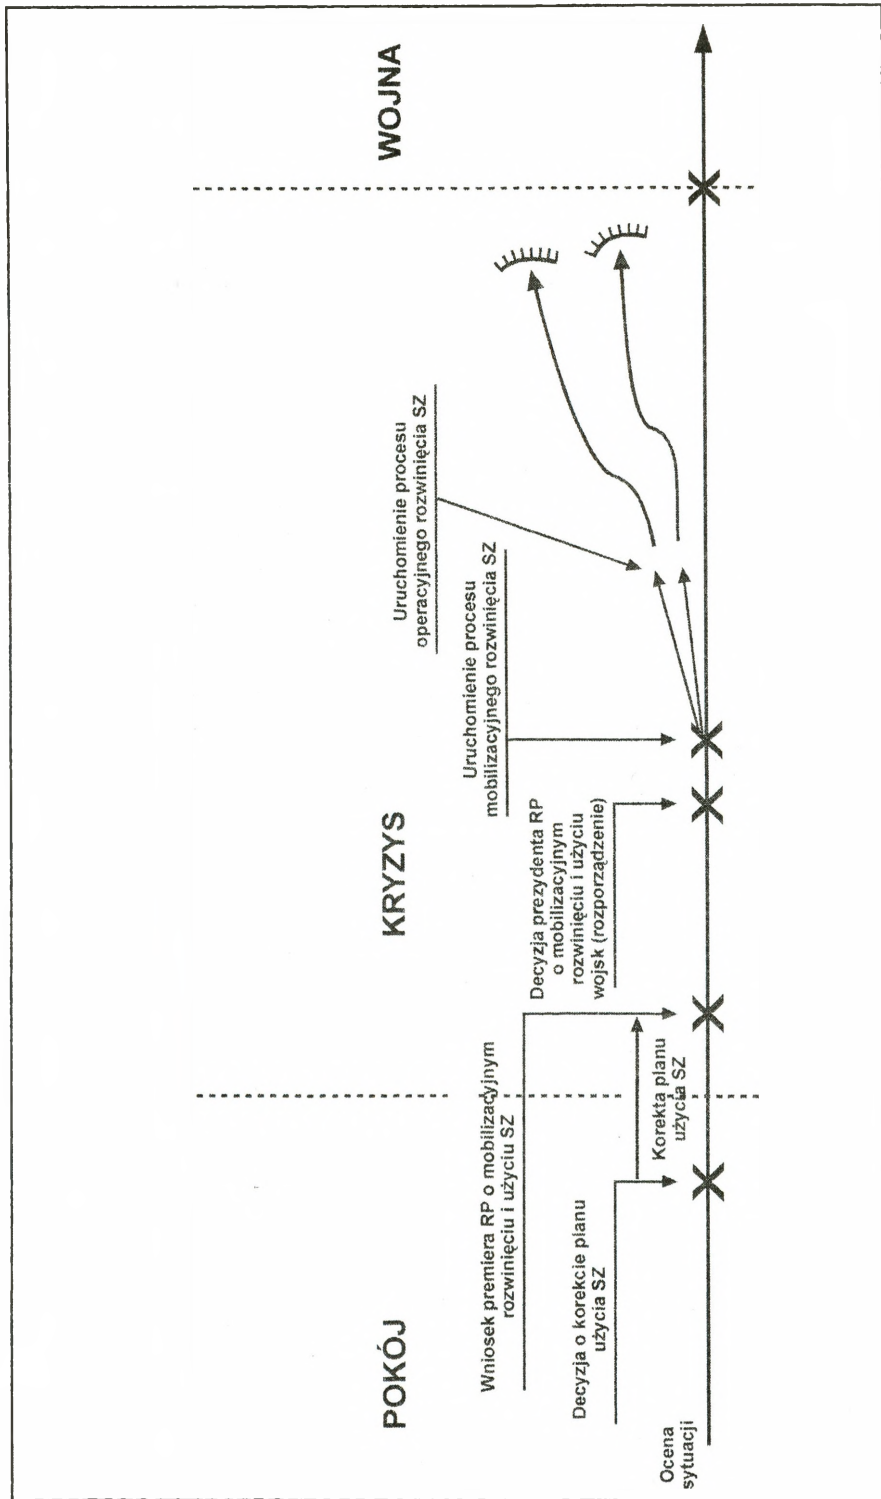 POKÓJ
KRYZYS
WOJNA
Uruchomienie procesu
operacyjnego rozwinięcia SZ
Uruchomienie procesu
mobilizacyjnego rozwinięcia SZ
Wniosek premiera RP o mobilizacyjnym
rozwinięciu i użyciu SZ
Decyzja prezydenta RP
o mobilizacyjnym
rozwinięciu i użyciu
wojsk (rozporządzenie)
Decyzja o korekcie planu
użycia SZ
Korekta planu
użycia SZ
Ocena
sytuacji